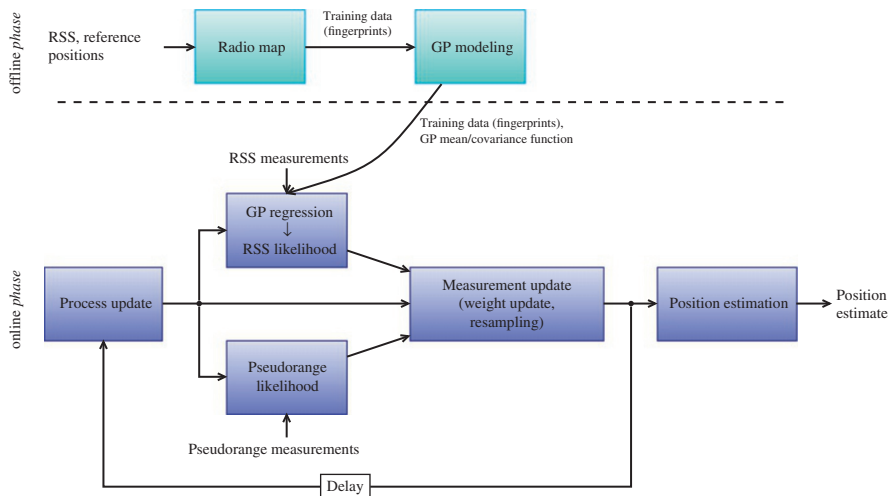 offline phase
RSS, reference
positions
Radio map
Training data
(fingerprints)
GP modeling
Training data (fingerprints),
GP mean/covariance function
RSS measurements
GP regression
↓
RSS likelihood
online phase
Process update
Measurement update
(weight update,
resampling)
Position estimation
Position
estimate
Pseudorange
likelihood
Pseudorange measurements
Delay